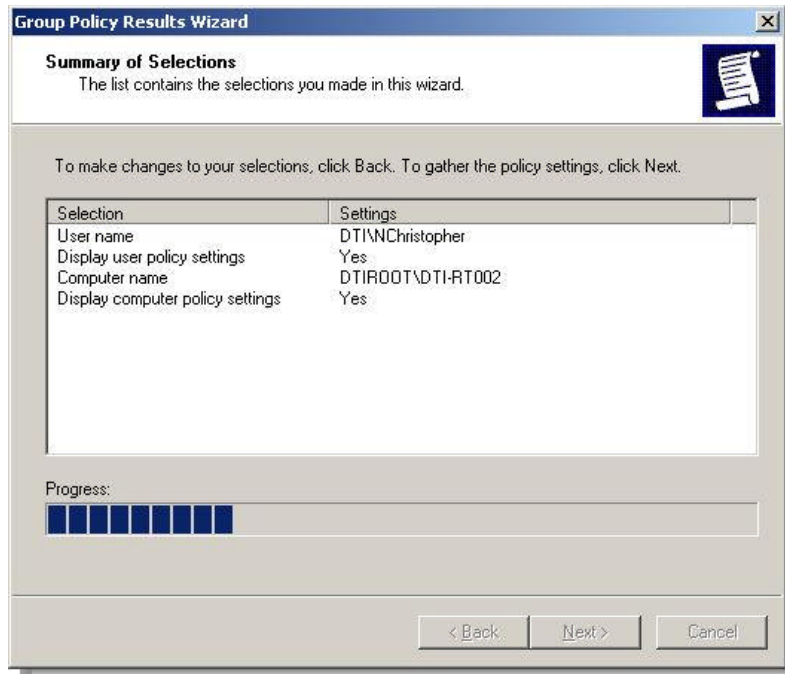 Group Policy Results Wizard
Summary of Selections
The list contains the selections you made in this wizard.
To make changes to your selections, click Back. To gather the policy settings, click Next.
Selection Settings
User name DTI\NChristopher
Display user policy settings Yes
Computer name DTIROOT\DTI-RT002
Display computer policy settings Yes
Progress:
< Back Next > Cancel